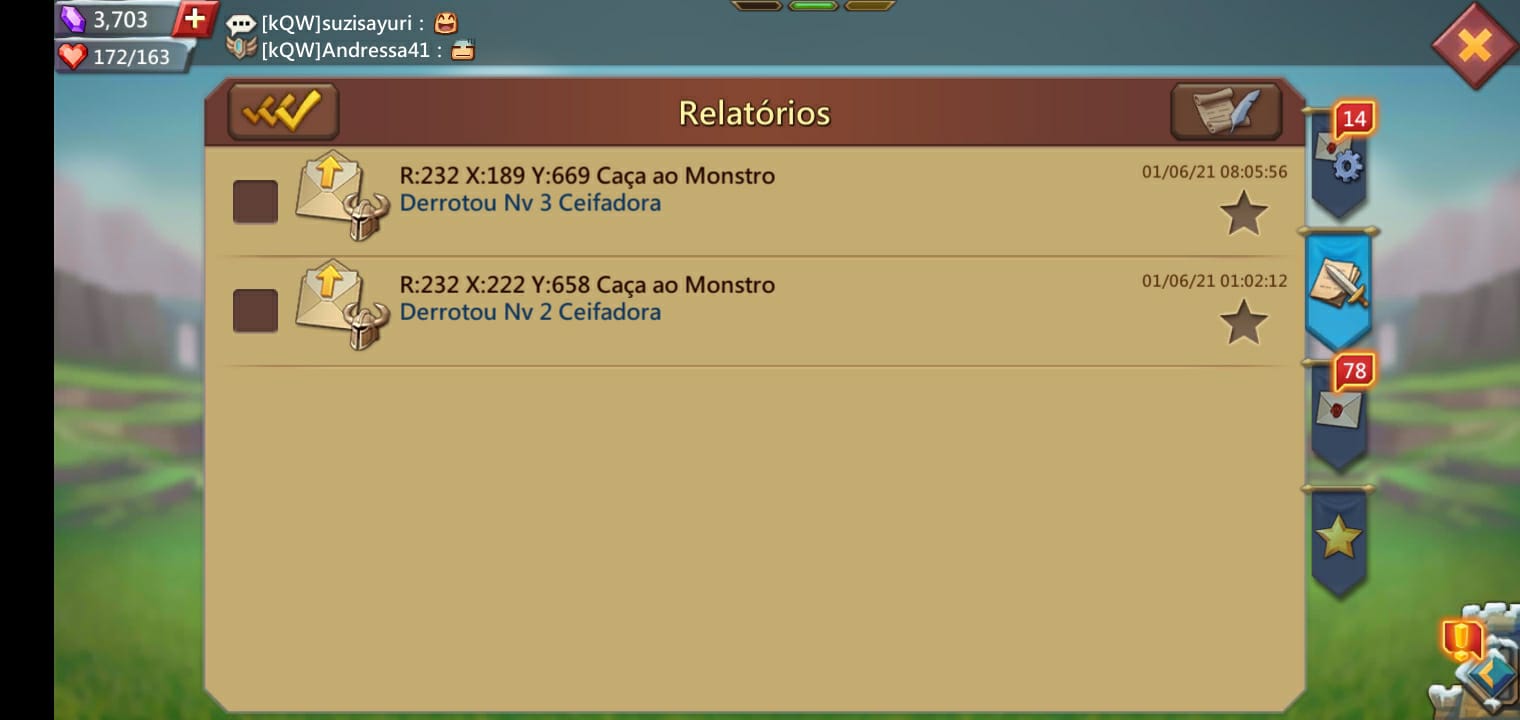 3,703
172/163
[kQW]suzisayuri :
[kQW]Andressa41 :
Relatórios
14
R:232 X:189 Y:669 Caça ao Monstro
01/06/21 08:05:56
Derrotou Nv 3 Ceifadora
R:232 X:222 Y:658 Caça ao Monstro
01/06/21 01:02:12
Derrotou Nv 2 Ceifadora
78